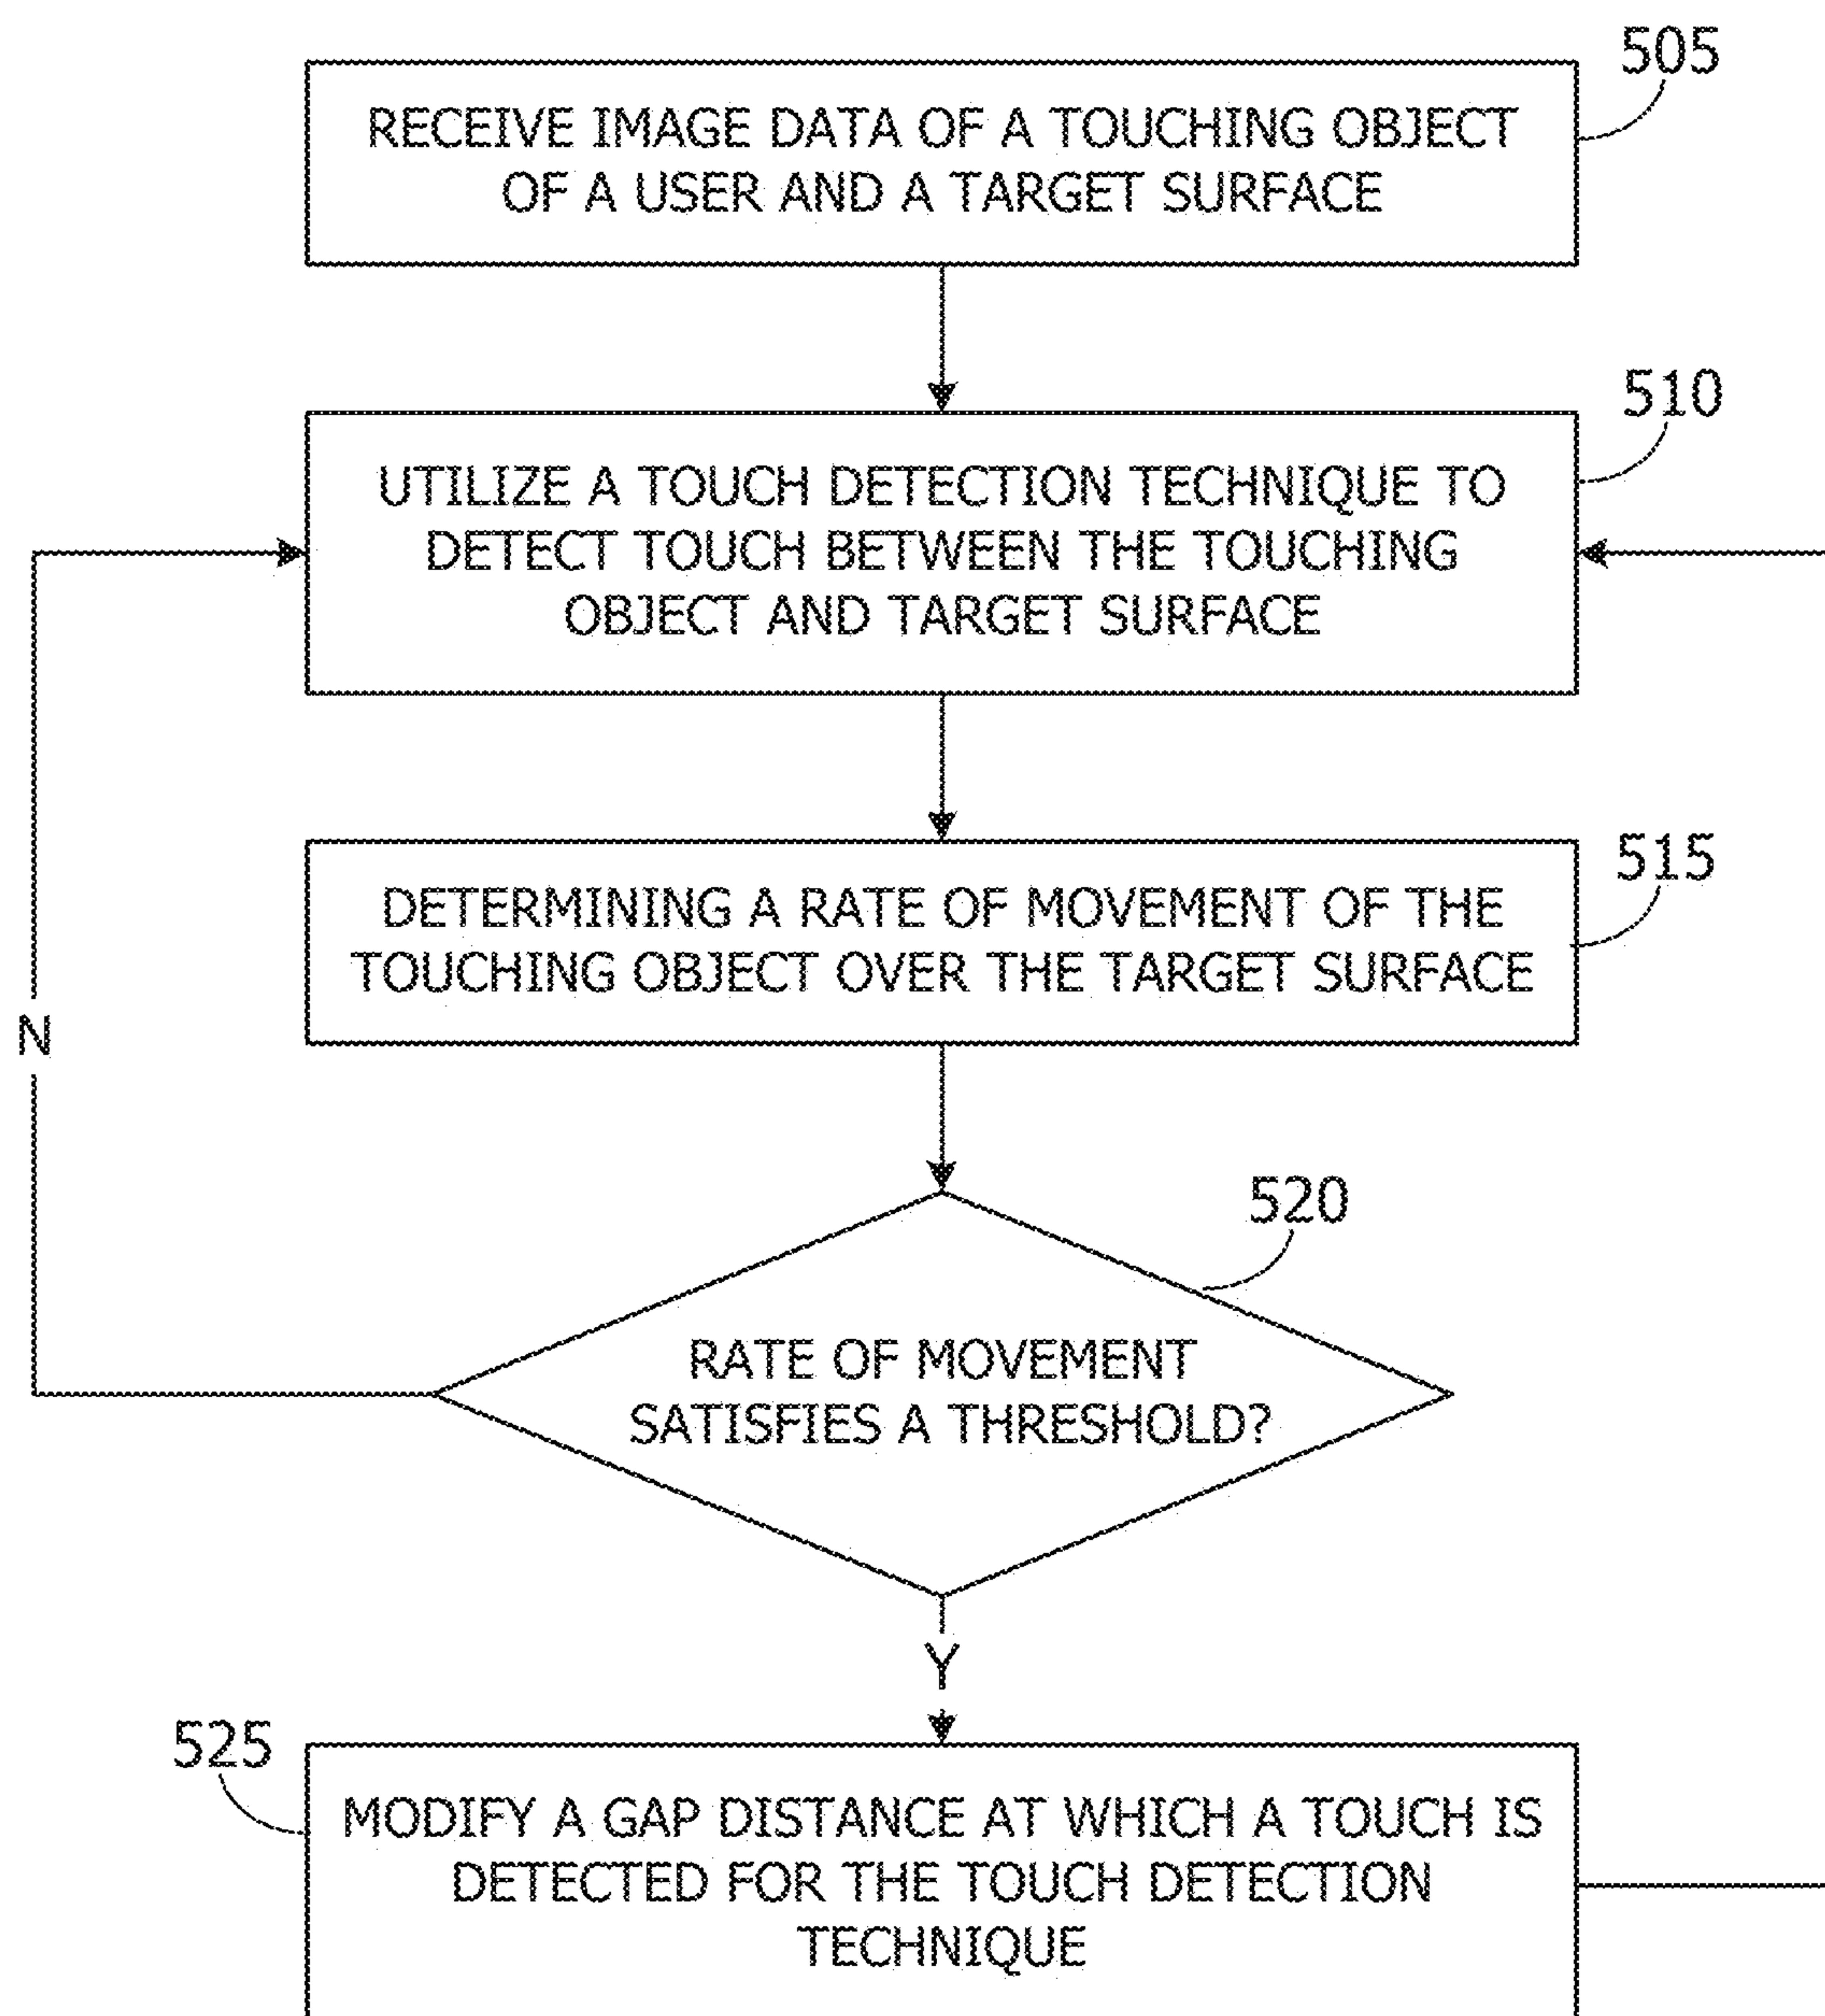 505
RECEIVE IMAGE DATA OF A TOUCHING OBJECT
OF A USER AND A TARGET SURFACE
510
UTILIZE A TOUCH DETECTION TECHNIQUE TO
DETECT TOUCH BETWEEN THE TOUCHING
OBJECT AND TARGET SURFACE
515
DETERMINING A RATE OF MOVEMENT OF THE
TOUCHING OBJECT OVER THE TARGET SURFACE
N
520
RATE OF MOVEMENT
SATISFIES A THRESHOLD?
Y
525
MODIFY A GAP DISTANCE AT WHICH A TOUCH IS
DETECTED FOR THE TOUCH DETECTION
TECHNIQUE